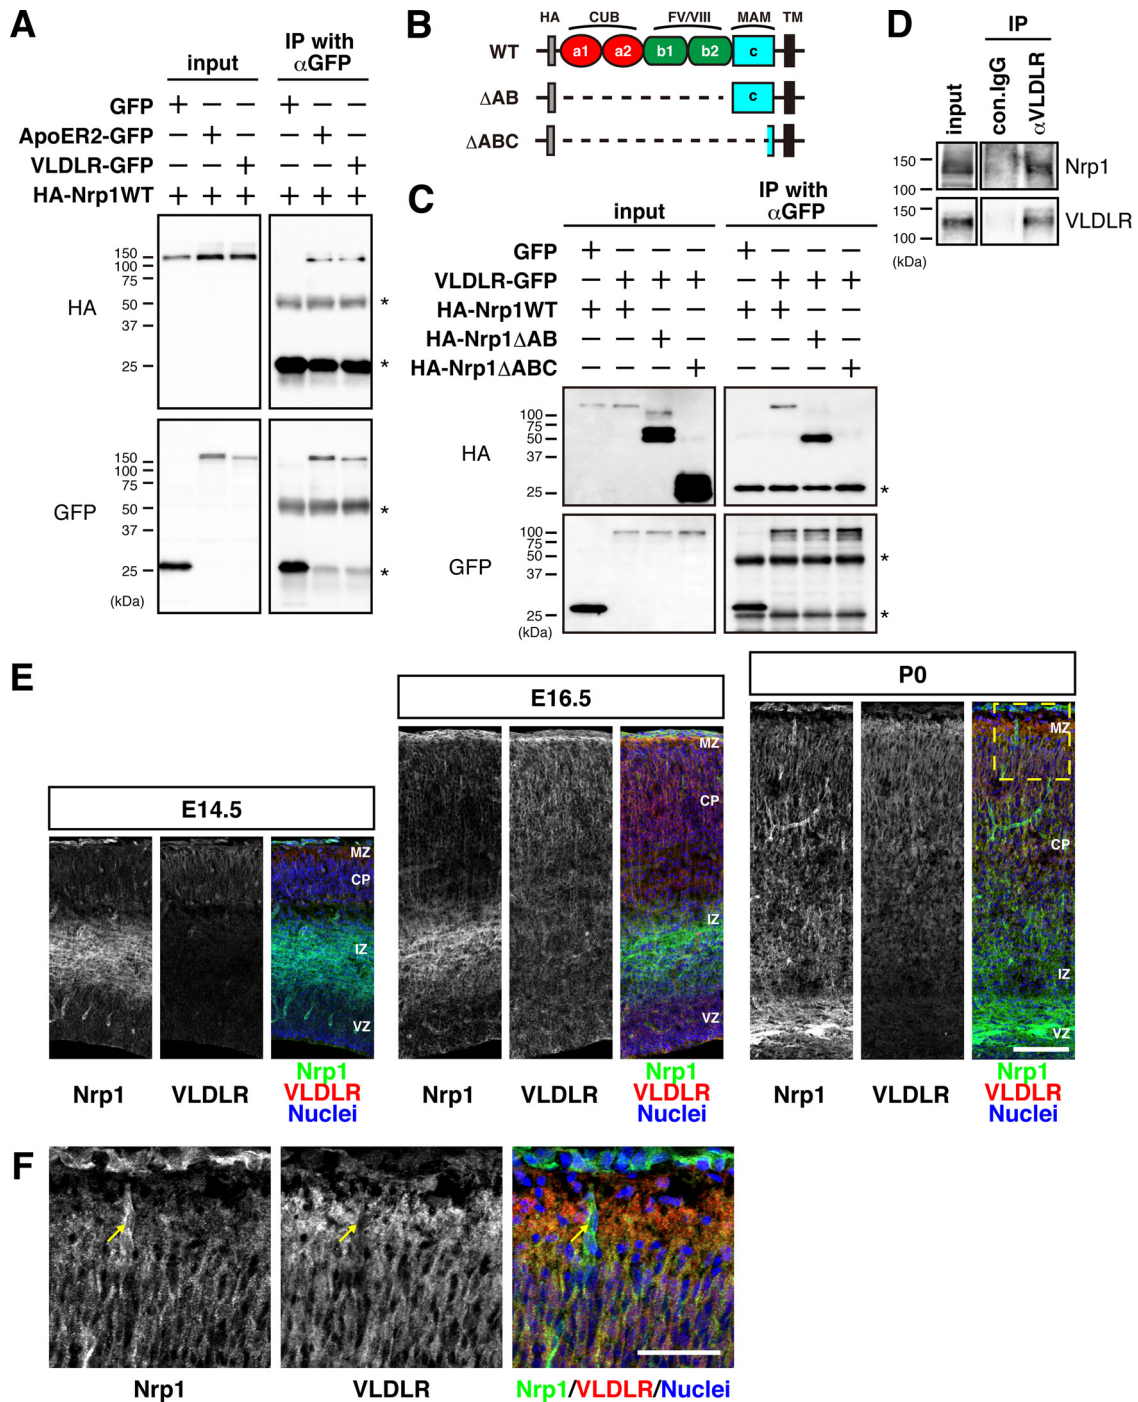 A
input
IP with
αGFP
GFP + − − + − −
ApoER2-GFP − + − − + −
VLDLR-GFP − − + − − +
HA-Nrp1WT + + + + + +
HA
150
100
75
50
37
25
*
*
GFP
150
100
75
50
37
25
(kDa)
*
*
B
HA CUB FV/VIII MAM TM
WT a1 a2 b1 b2 c
ΔAB c
ΔABC
C
input
IP with
αGFP
GFP + − − − + − − −
VLDLR-GFP − + + + − + + +
HA-Nrp1WT + + − − + + − −
HA-Nrp1ΔAB − − + − − − + −
HA-Nrp1ΔABC − − − + − − − +
HA
100
75
50
37
25
*
GFP
100
75
50
37
25
(kDa)
*
*
D
IP
input
con.IgG
αVLDLR
150
100
Nrp1
150
100
VLDLR
(kDa)
E
E14.5
MZ
CP
IZ
VZ
Nrp1 VLDLR Nrp1
VLDLR
Nuclei
E16.5
MZ
CP
IZ
VZ
Nrp1 VLDLR Nrp1
VLDLR
Nuclei
P0
MZ
CP
IZ
VZ
Nrp1 VLDLR Nrp1
VLDLR
Nuclei
F
Nrp1 VLDLR Nrp1/VLDLR/Nuclei